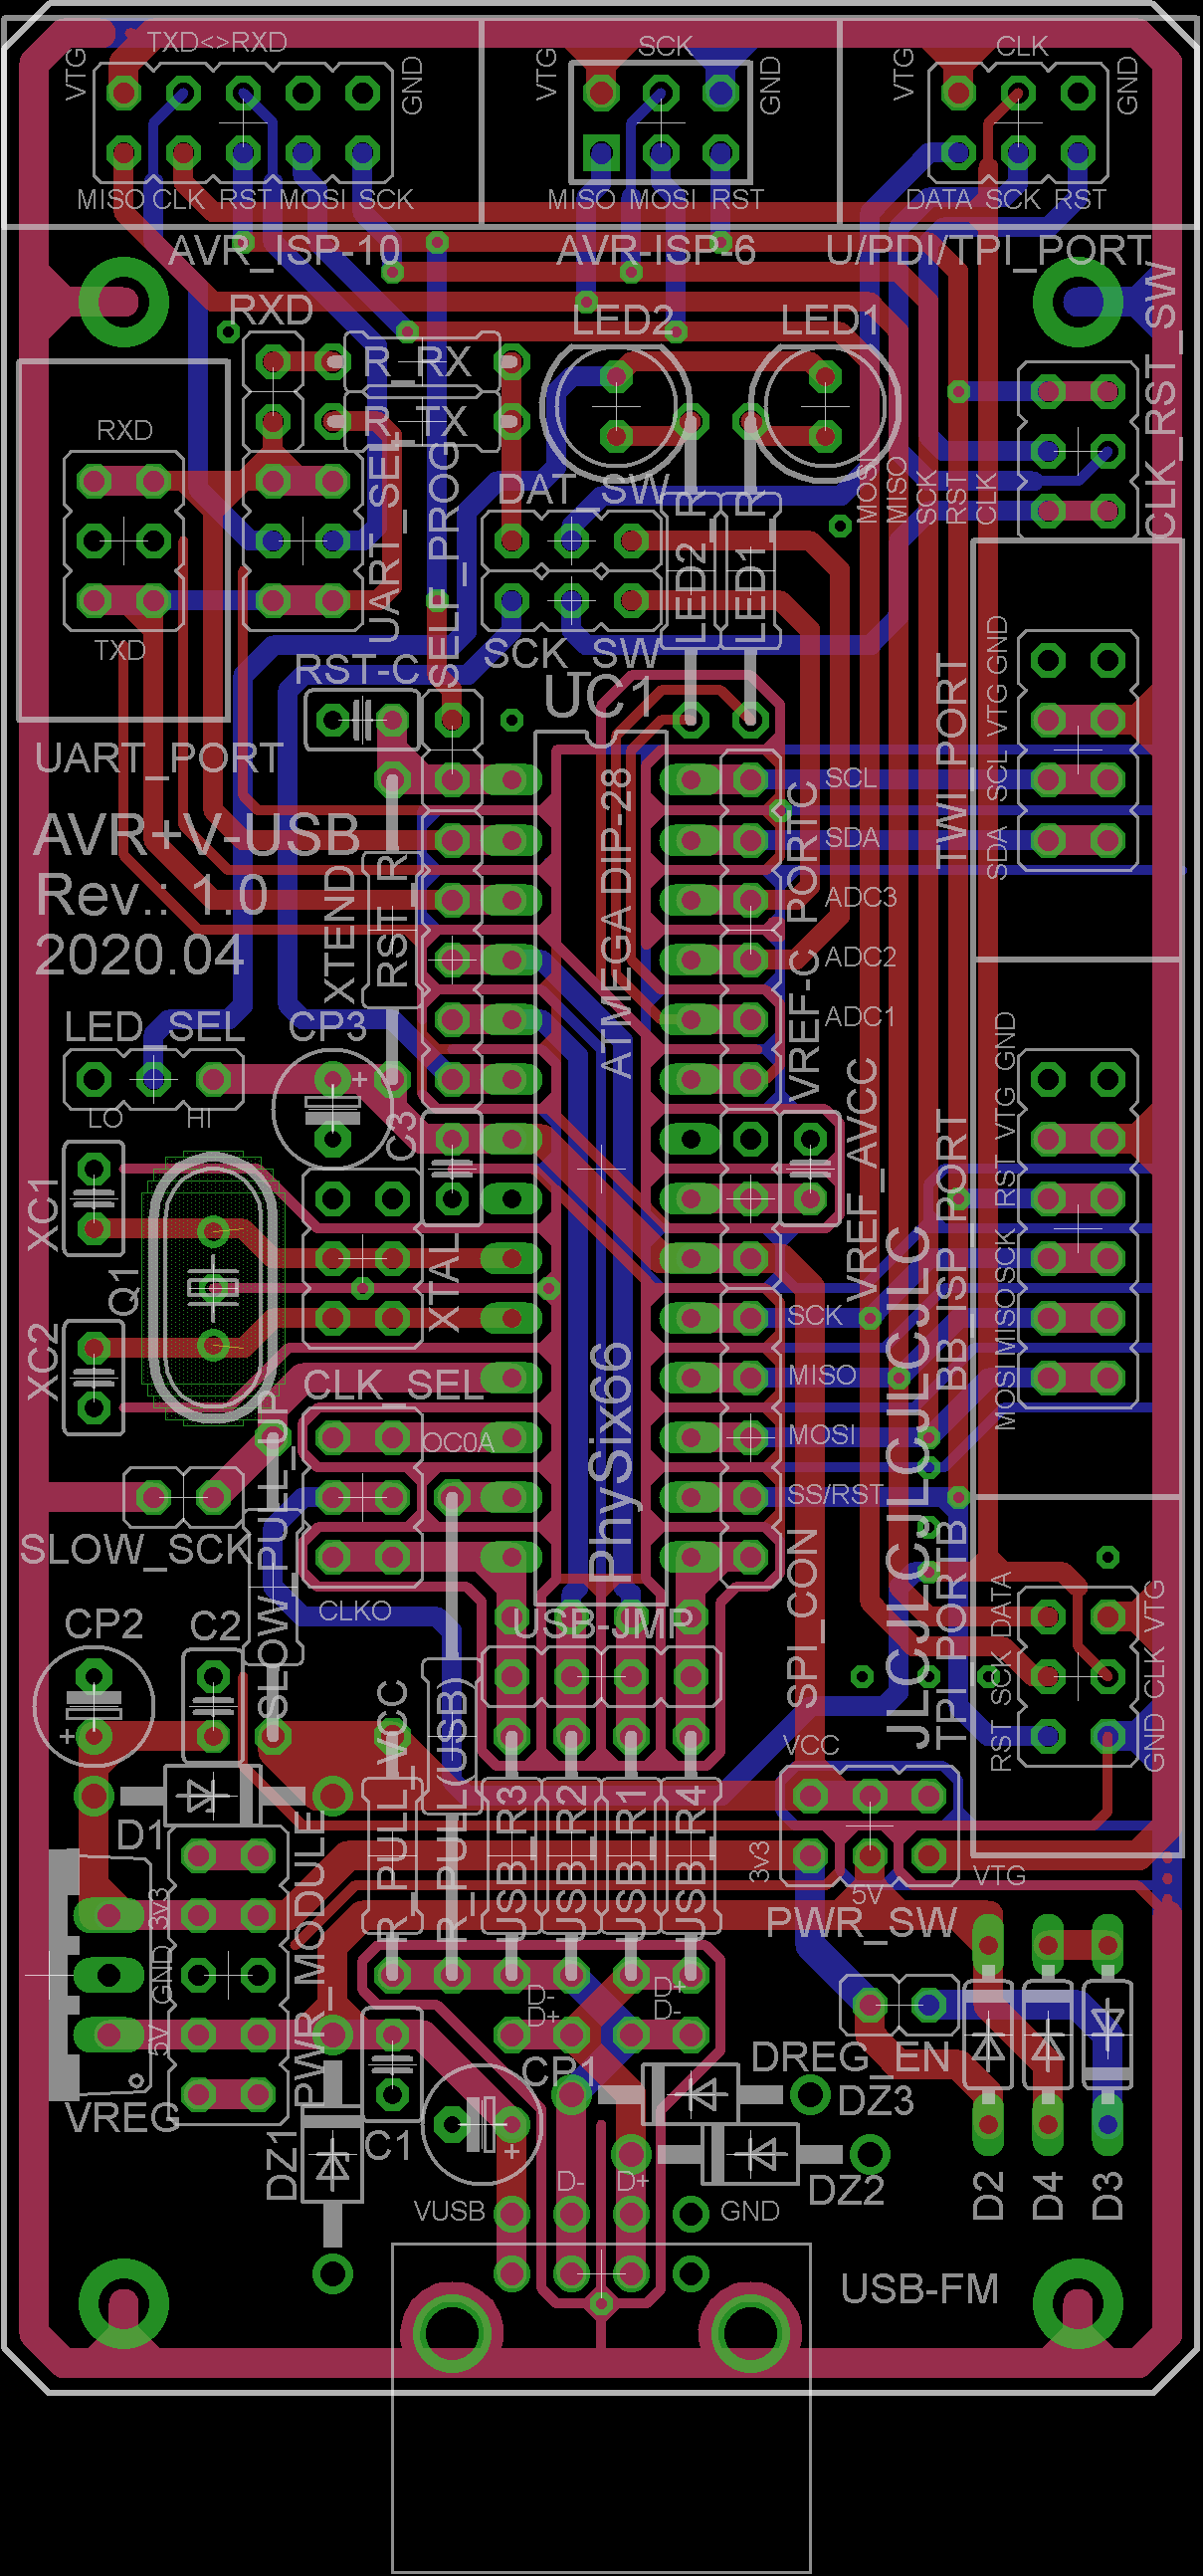 TXD<>RXD
VTG
GND
MISO CLK RST MOSI SCK
AVR_ISP-10
SCK
VTG
GND
MISO MOSI RST
AVR-ISP-6
CLK
VTG
GND
DATA SCK RST
U/PDI/TPI_PORT
RXD
R_RX
R_TX
LED2
LED1
CLK_RST_SW
RXD
TXD
UART_PORT
UART_SEL
SELF_PROG
DAT_SW
SCK_SW
LED2_R
LED1_R
MOSI
MISO
SCK
RST
CLK
RST-C
UC1
AVR+V-USB
Rev.: 1.0
2020.04
XTEND
RST_R
ATMEGA DIP-28
SCL
SDA
ADC3
ADC2
ADC1
PORTC
VREF-C
TWI_PORT
GND
VTG
SCL
SDA
LED_SEL
LO
HI
CP3
C3
XC1
Q1
XC2
XTAL
VREF_AVCC
GND
VTG
RST
SCK
MISO
MOSI
BB_ISP_PORT
SCK
MISO
MOSI
SS/RST
PhySix66
CLK_SEL
OC0A
CLKO
SLOW_SCK
SLOW_PULL_UP
JLCJLCJLCJLC
PORTB
SPI_CON
TPI_PORT
DATA
SCK
RST
VTG
CLK
GND
CP2
C2
USB-JMP
R_PULL_VCC
R_PULL(USB)
USB_R3
USB_R2
USB_R1
USB_R4
VCC
3v3
5V
VTG
PWR_SW
D1
3v3
GND
5V
VREG
PWR_MODULE
D-
D+
D+
D-
CP1
C1
DZ1
DREG_EN
DZ3
DZ2
D2
D4
D3
VUSB
D-
D+
GND
USB-FM